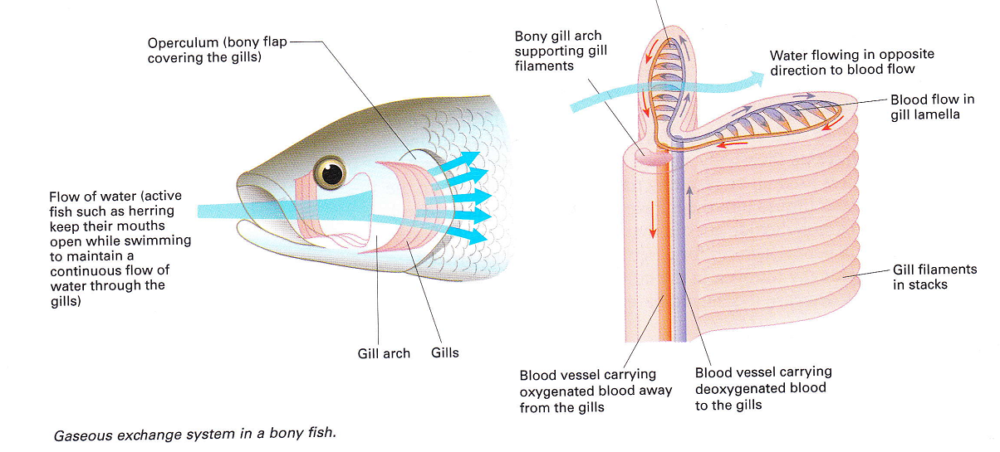 Operculum (bony flap
covering the gills)
Flow of water (active
fish such as herring
keep their mouths
open while swimming
to maintain a
continuous flow of
water through the
gills)
Gill arch
Gills
Bony gill arch
supporting gill
filaments
Water flowing in opposite
direction to blood flow
Blood flow in
gill lamella
Gill filaments
in stacks
Blood vessel carrying
oxygenated blood away
from the gills
Blood vessel carrying
deoxygenated blood
to the gills
Gaseous exchange system in a bony fish.